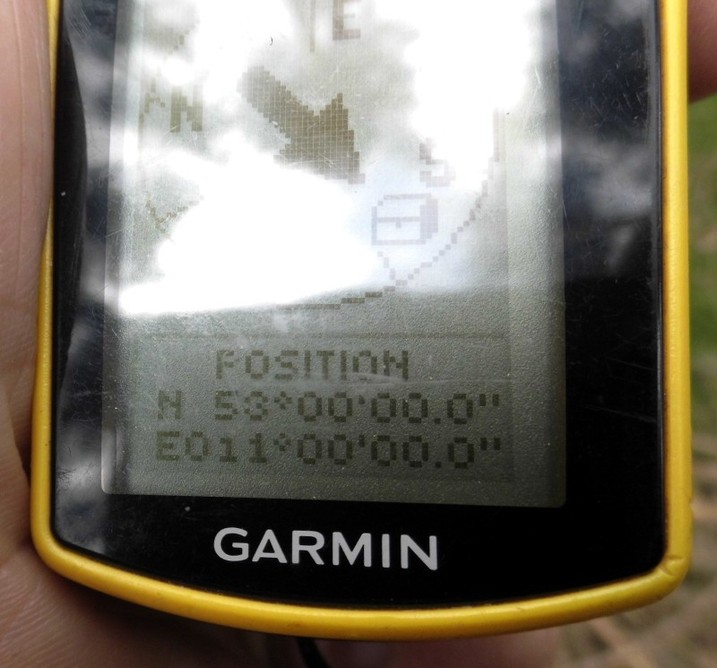 E
N
S
POSITION
N 53°00'00.0"
E011°00'00.0"
GARMIN